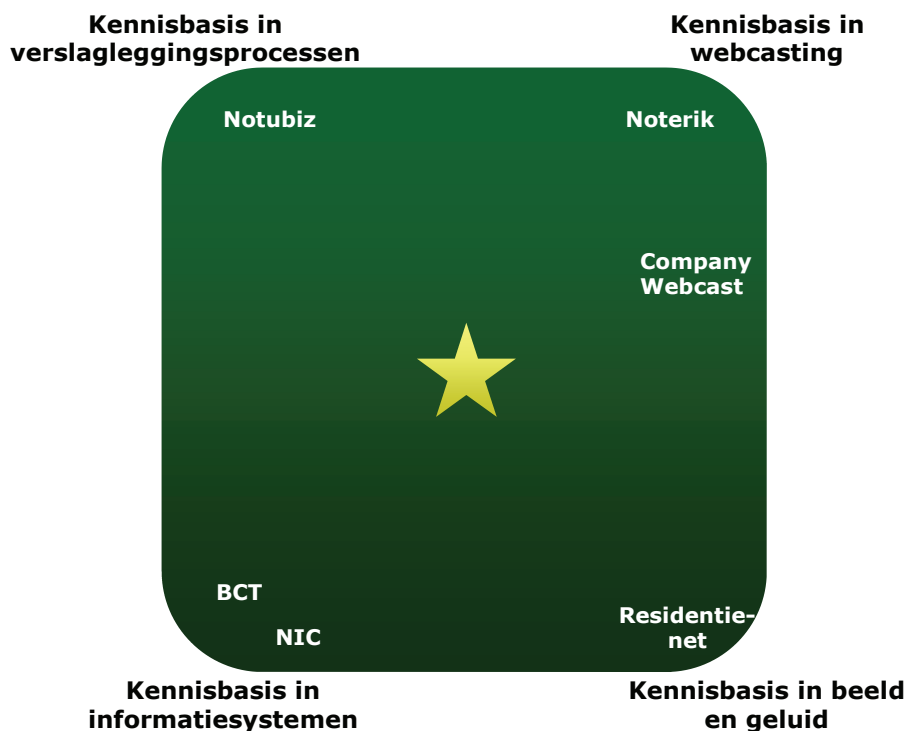 Kennisbasis in
verslagleggingsprocessen
Kennisbasis in
webcasting
Notubiz
Noterik
Company
Webcast
BCT
NIC
Residentie-
net
Kennisbasis in
informatiesystemen
Kennisbasis in beeld
en geluid